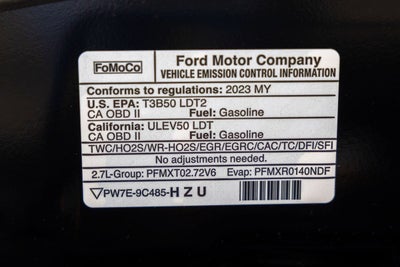 FoMoCo
Ford Motor Company
VEHICLE EMISSION CONTROL INFORMATION
Conforms to regulations: 2023 MY
U.S. EPA: T3B50 LDT2
CA OBD II Fuel: Gasoline
California: ULEV50 LDT
CA OBD II Fuel: Gasoline
TWC/HO2S/WR-HO2S/EGR/EGRC/CAC/TC/DFI/SFI
No adjustments needed.
2.7L-Group: PFMXT02.72V6 Evap: PFMXR0140NDF
PW7E-9C485-HZU